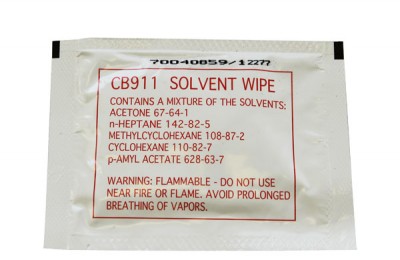 70040859/12277
CB911 SOLVENT WIPE
CONTAINS A MIXTURE OF THE SOLVENTS:
ACETONE 67-64-1
n-HEPTANE 142-82-5
METHYLCYCLOHEXANE 108-87-2
CYCLOHEXANE 110-82-7
p-AMYL ACETATE 628-63-7
WARNING: FLAMMABLE - DO NOT USE
NEAR FIRE OR FLAME. AVOID PROLONGED
BREATHING OF VAPORS.